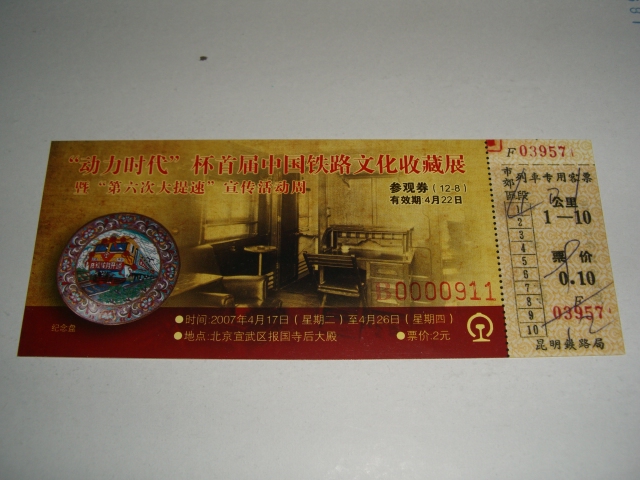 “动力时代”杯首届中国铁路文化收藏展
暨“第六次大提速”宣传活动周
参观券(12-8)
有效期4月22日
0000911
纪念盘
●时间:2007年4月17日(星期二)至4月26日(星期四)
●地点:北京宣武区报国寺后大殿 ●票价:2元
F 03957
市郊列车专用客票
区段
公里
1—10
票价
0.10
2
3
4
5
6
7
8
9
10
F
03957
昆明铁路局